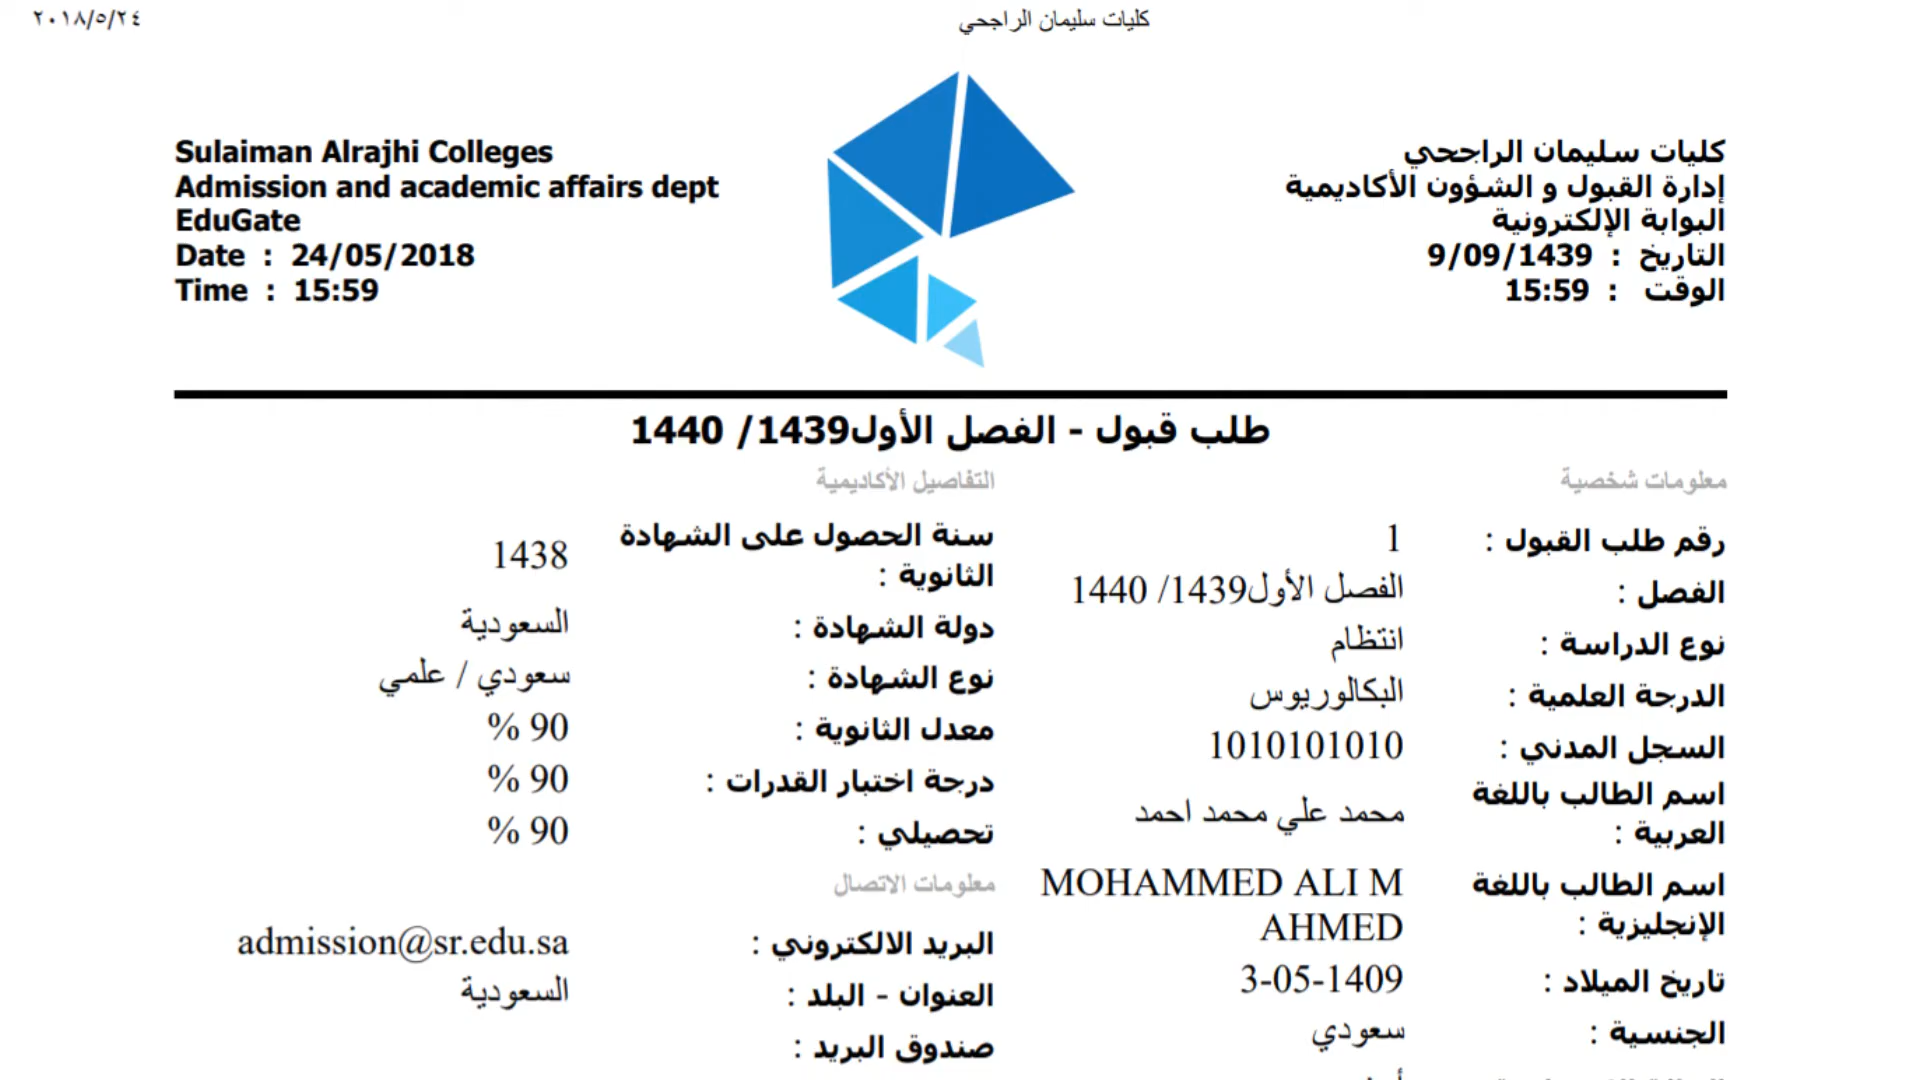 ٢٠١٨/٥/٢٤
كليات سليمان الراجحي
Sulaiman Alrajhi Colleges
Admission and academic affairs dept
EduGate
Date : 24/05/2018
Time : 15:59
كليات سليمان الراجحي
إدارة القبول و الشؤون الأكاديمية
البوابة الإلكترونية
التاريخ : 9/09/1439
الوقت : 15:59
طلب قبول - الفصل الأول1439/ 1440
معلومات شخصية
رقم طلب القبول : 1
الفصل : الفصل الأول1439/ 1440
نوع الدراسة : انتظام
الدرجة العلمية : البكالوريوس
السجل المدني : 1010101010
اسم الطالب باللغة
العربية : محمد علي محمد احمد
اسم الطالب باللغة
الإنجليزية : MOHAMMED ALI M
AHMED
تاريخ الميلاد : 3-05-1409
الجنسية : سعودي
التفاصيل الأكاديمية
سنة الحصول على الشهادة
الثانوية : 1438
دولة الشهادة : السعودية
نوع الشهادة : سعودي / علمي
معدل الثانوية : 90 %
درجة اختبار القدرات : 90 %
تحصيلي : 90 %
معلومات الاتصال
البريد الالكتروني : admission@sr.edu.sa
العنوان - البلد : السعودية
صندوق البريد :